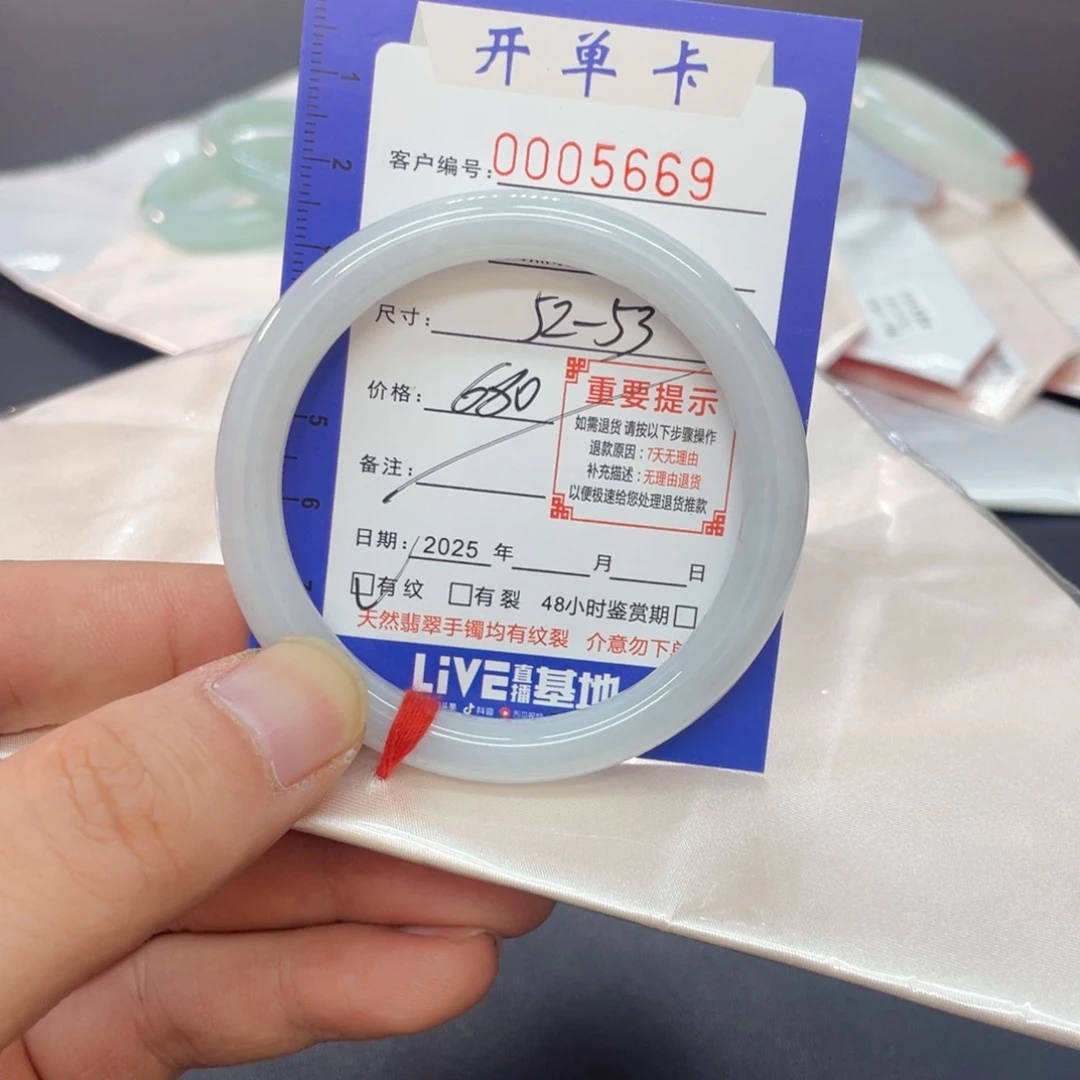 开单卡
客户编号:0005669
尺寸:52-53
价格:680
重要提示
如需退货 请按以下步骤操作
退款原因:7天无理由
补充描述:无理由退货
以便极速给您处理退货推款
备注:
日期:2025 年 月 日
有纹 有裂 48小时鉴赏期
天然翡翠手镯均有纹裂 介意勿下
LiVE直播基地
抖音
1
2
5
6
7